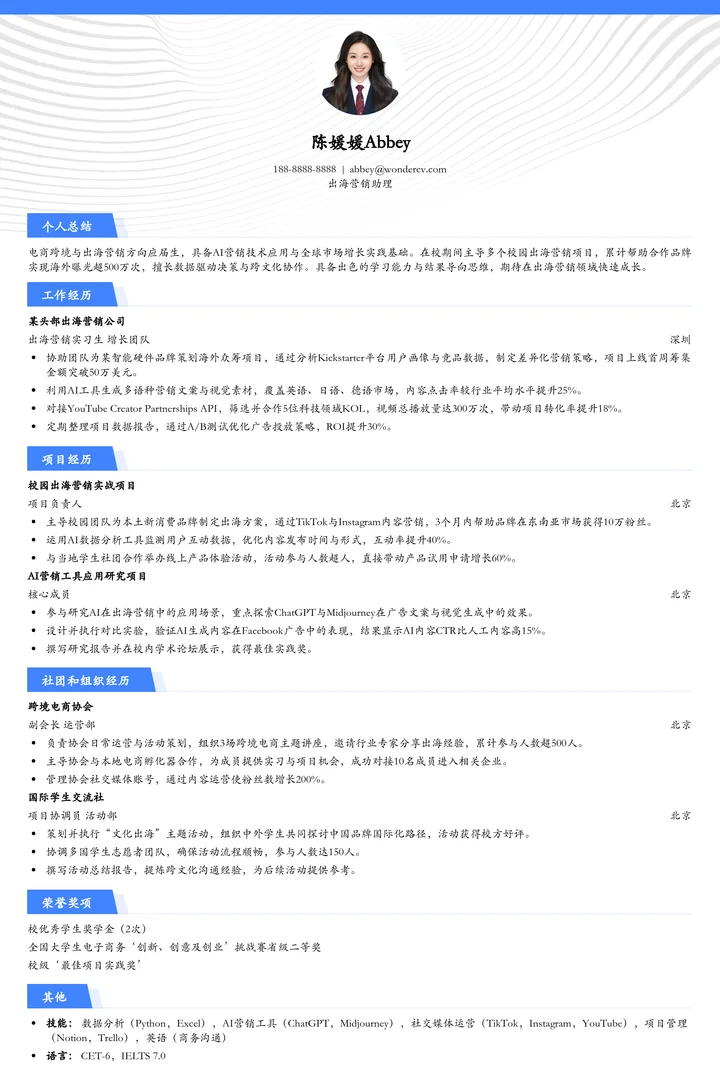 陈媛媛Abbey
188-8888-8888 | abbey@wondercv.com
出海营销助理
个人总结
电商跨境与出海营销方向应届生，具备AI营销技术应用与全球市场增长实践基础。在校期间主导多个校园出海营销项目，累计帮助合作品牌
实现海外曝光超500万次，擅长数据驱动决策与跨文化协作。具备出色的学习能力与结果导向思维，期待在出海营销领域快速成长。
工作经历
某头部出海营销公司
出海营销实习生 增长团队 深圳
• 协助团队为某智能硬件品牌策划海外众筹项目，通过分析Kickstarter平台用户画像与竞品数据，制定差异化营销策略，项目上线首周筹集
金额突破50万美元。
• 利用AI工具生成多语种营销文案与视觉素材，覆盖英语、日语、德语市场，内容点击率较行业平均水平提升25%。
• 对接YouTube Creator Partnerships API，筛选并合作5位科技领域KOL，视频总播放量达300万次，带动项目转化率提升18%。
• 定期整理项目数据报告，通过A/B测试优化广告投放策略，ROI提升30%。
项目经历
校园出海营销实战项目
项目负责人 北京
• 主导校园团队为本土新消费品牌制定出海方案，通过TikTok与Instagram内容营销，3个月内帮助品牌在东南亚市场获得10万粉丝。
• 运用AI数据分析工具监测用户互动数据，优化内容发布时间与形式，互动率提升40%。
• 与当地学生社团合作举办线上产品体验活动，活动参与人数超人，直接带动产品试用申请增长60%。
AI营销工具应用研究项目
核心成员 北京
• 参与研究AI在出海营销中的应用场景，重点探索ChatGPT与Midjourney在广告文案与视觉生成中的效果。
• 设计并执行对比实验，验证AI生成内容在Facebook广告中的表现，结果显示AI内容CTR比人工内容高15%。
• 撰写研究报告并在校内学术论坛展示，获得最佳实践奖。
社团和组织经历
跨境电商协会
副会长 运营部 北京
• 负责协会日常运营与活动策划，组织3场跨境电商主题讲座，邀请行业专家分享出海经验，累计参与人数超500人。
• 主导协会与本地电商孵化器合作，为成员提供实习与项目机会，成功对接10名成员进入相关企业。
• 管理协会社交媒体账号，通过内容运营使粉丝数增长200%。
国际学生交流社
项目协调员 活动部 北京
• 策划并执行“文化出海”主题活动，组织中外学生共同探讨中国品牌国际化路径，活动获得校方好评。
• 协调多国学生志愿者团队，确保活动流程顺畅，参与人数达150人。
• 撰写活动总结报告，提炼跨文化沟通经验，为后续活动提供参考。
荣誉奖项
校优秀学生奖学金（2次）
全国大学生电子商务‘创新、创意及创业’挑战赛省级二等奖
校级‘最佳项目实践奖’
其他
• 技能： 数据分析（Python，Excel），AI营销工具（ChatGPT，Midjourney），社交媒体运营（TikTok，Instagram，YouTube），项目管理
（Notion，Trello），英语（商务沟通）
• 语言： CET-6，IELTS 7.0